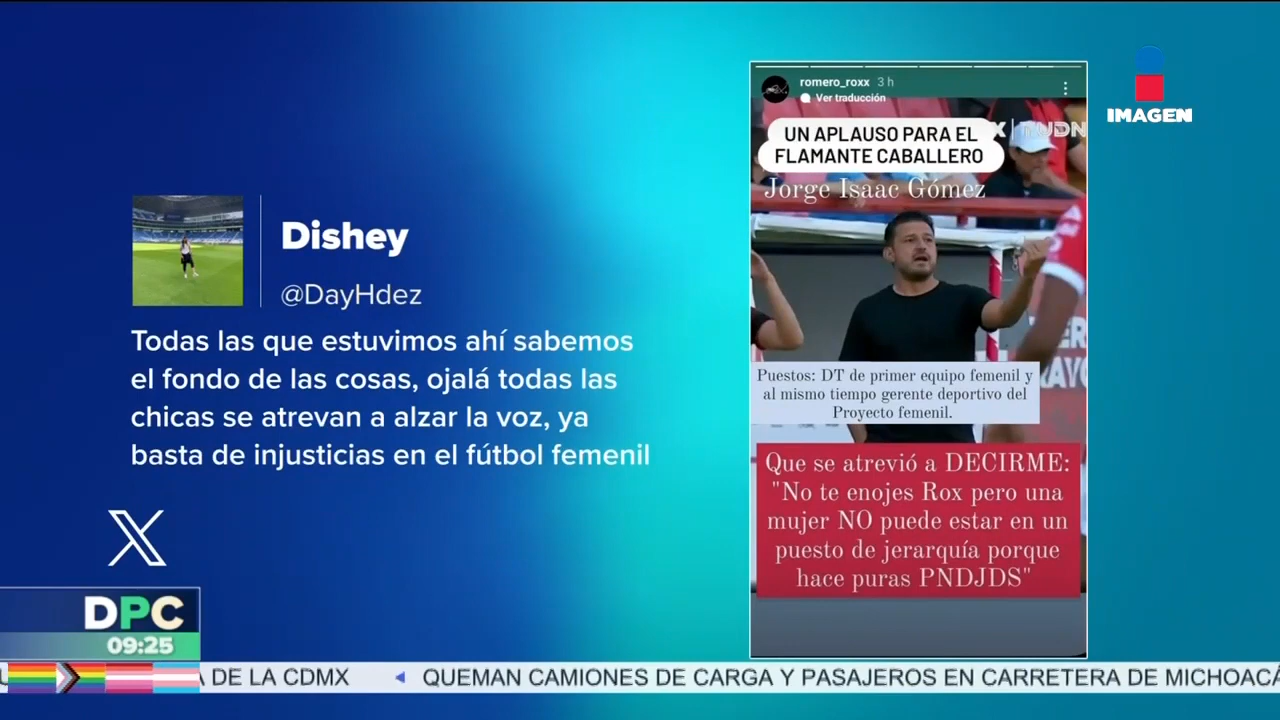 IMAGEN
Dishey
@DayHdez
Todas las que estuvimos ahí sabemos
el fondo de las cosas, ojalá todas las
chicas se atrevan a alzar la voz, ya
basta de injusticias en el fútbol femenil
romero_roxx 3 h
Ver traducción
UN APLAUSO PARA EL
FLAMANTE CABALLERO
Jorge Isaac Gómez
Puestos: DT de primer equipo femenil y
al mismo tiempo gerente deportivo del
Proyecto femenil.
Que se atrevió a DECIRME:
"No te enojes Rox pero una
mujer NO puede estar en un
puesto de jerarquía porque
hace puras PNDJDS"
DPC
09:25
A DE LA CDMX ◄ QUEMAN CAMIONES DE CARGA Y PASAJEROS EN CARRETERA DE MICHOACÁ